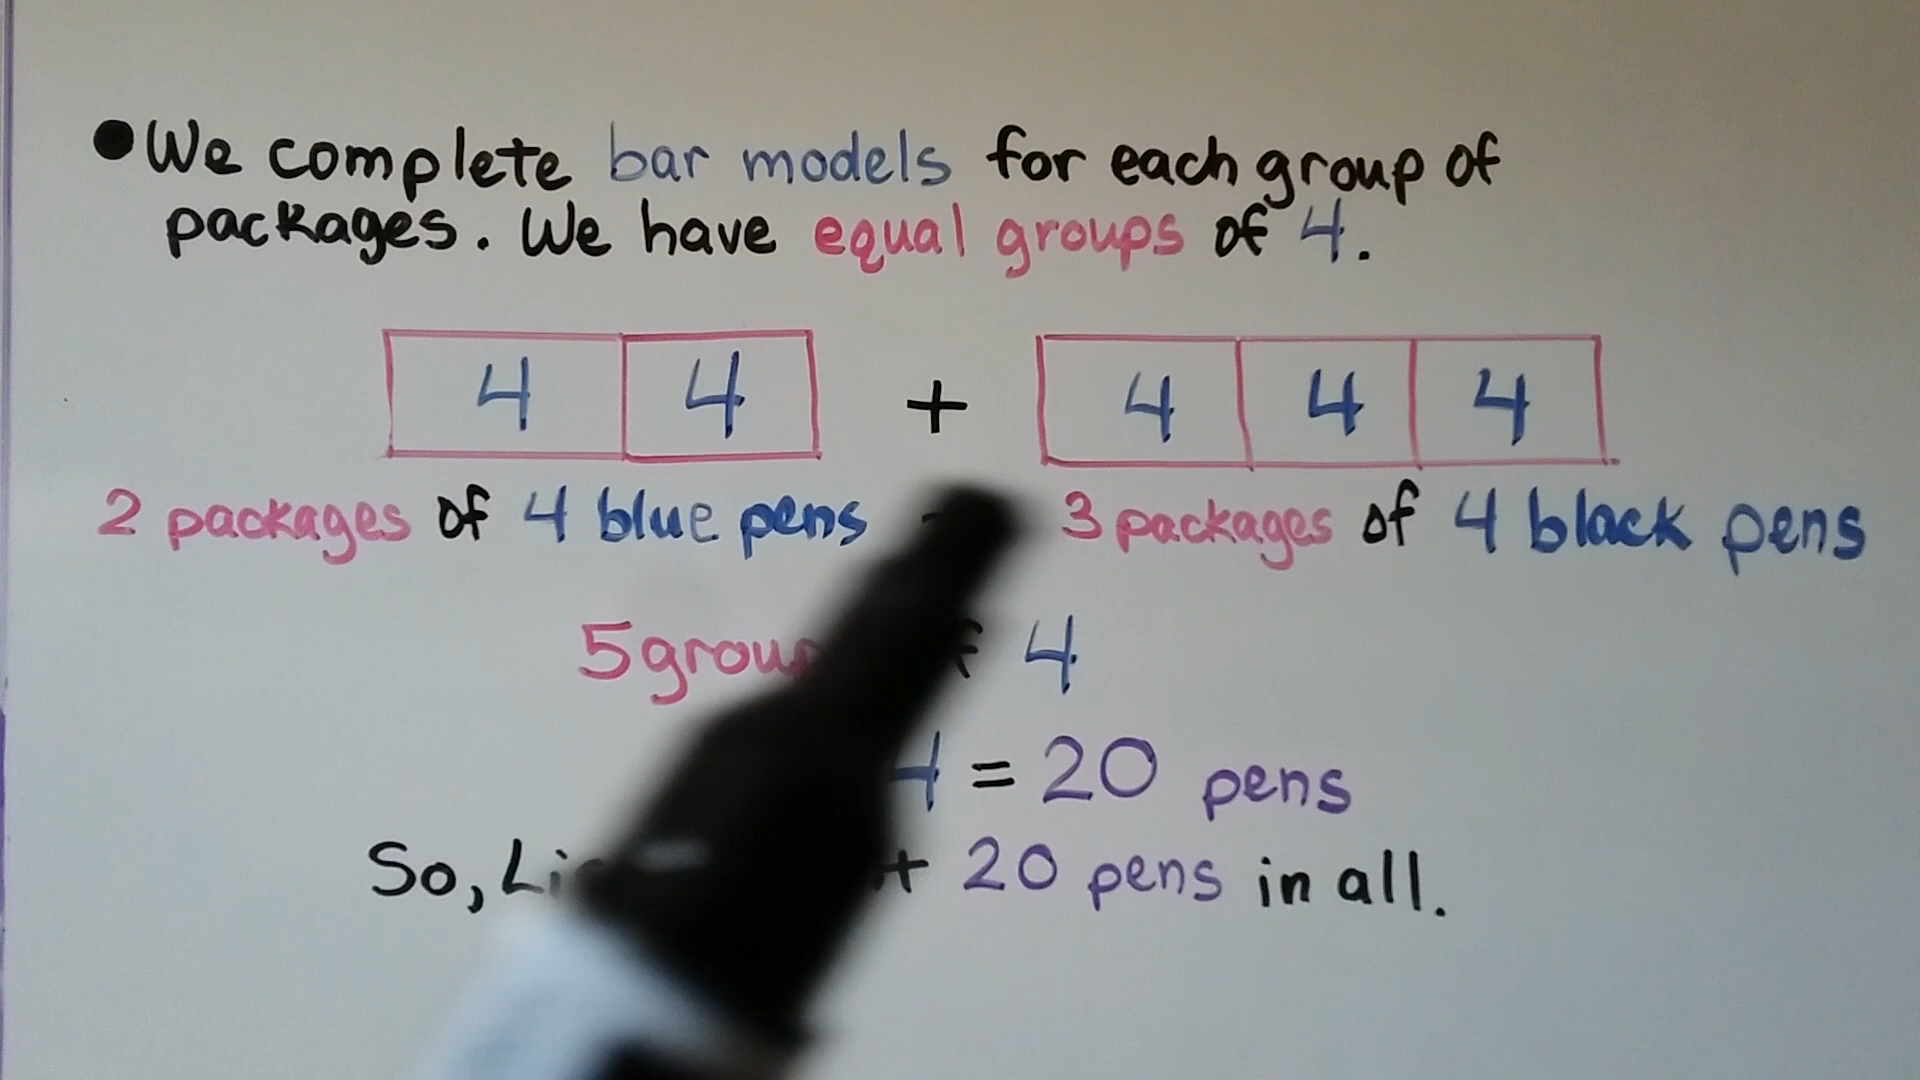 • We complete bar models for each group of
packages. We have equal groups of 4.
4 4 + 4 4 4
2 packages of 4 blue pens 3 packages of 4 black pens
5 4
4 = 20 pens
So, 20 pens in all.